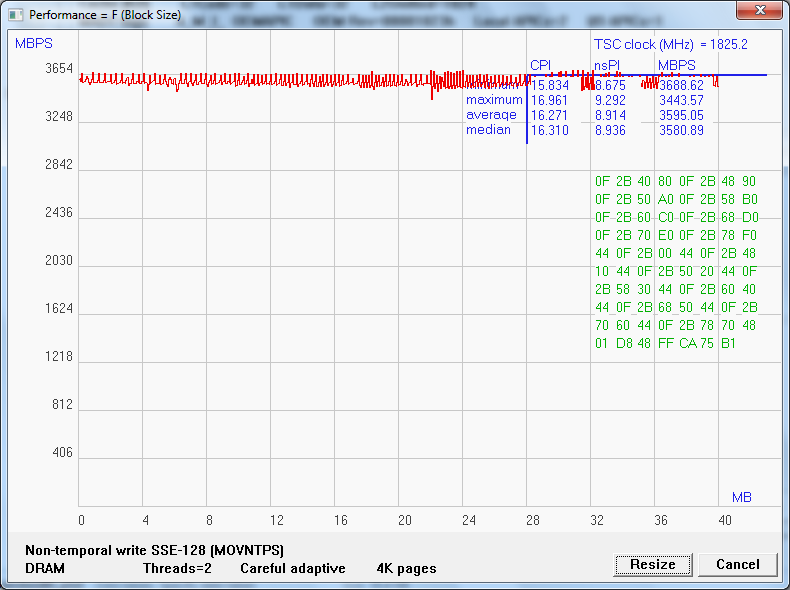 Performance = F (Block Size)
MBPS
TSC clock (MHz) = 1825.2
CPI nsPI MBPS
minimum 15.834 8.675 3688.62
maximum 16.961 9.292 3443.57
average 16.271 8.914 3595.05
median 16.310 8.936 3580.89
3654
3248
2842
2436
2030
1624
1218
812
406
0F 2B 40 80 0F 2B 48 90
0F 2B 50 A0 0F 2B 58 B0
0F 2B 60 C0 0F 2B 68 D0
0F 2B 70 E0 0F 2B 78 F0
44 0F 2B 00 44 0F 2B 48
10 44 0F 2B 50 20 44 0F
2B 58 30 44 0F 2B 60 40
44 0F 2B 68 50 44 0F 2B
70 60 44 0F 2B 78 70 48
01 D8 48 FF CA 75 B1
MB
0 4 8 12 16 20 24 28 32 36 40
Non-temporal write SSE-128 (MOVNTPS)
DRAM Threads=2 Careful adaptive 4K pages
Resize Cancel